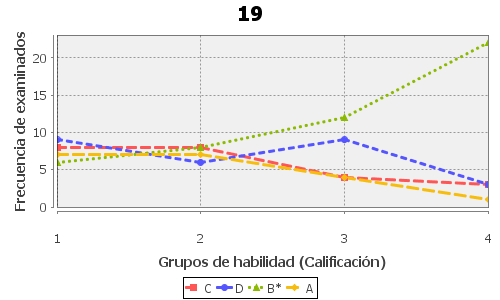 19
Frecuencia de examinados
20
15
10
5
0
1 2 3 4
Grupos de habilidad (Calificación)
C D B* A